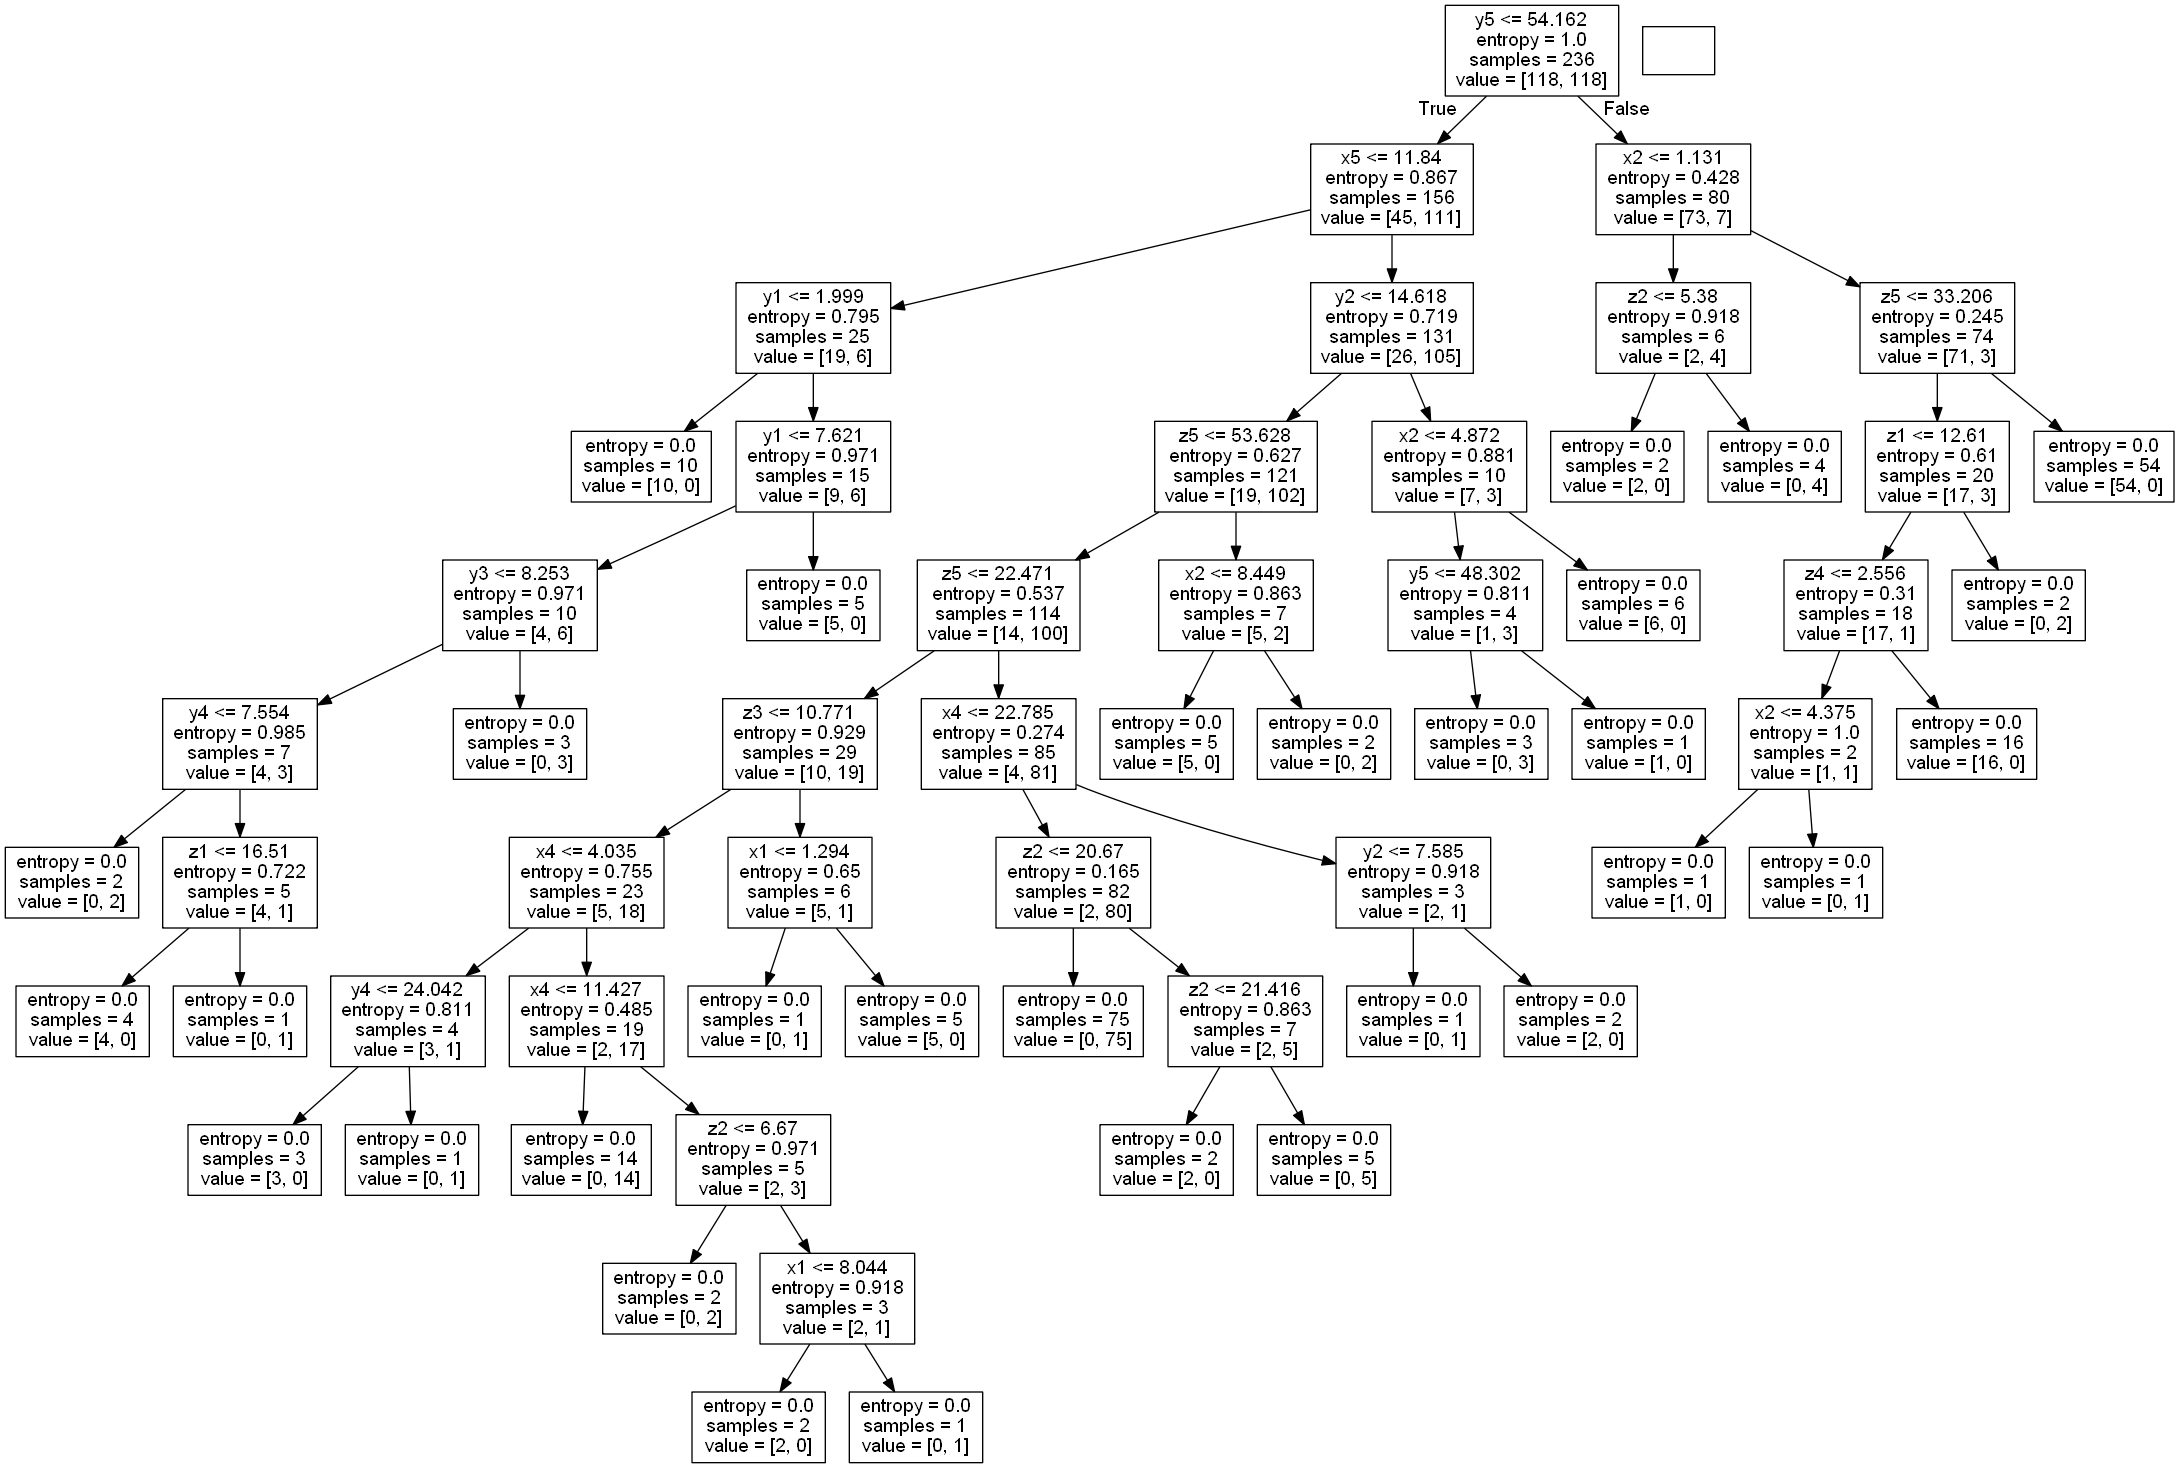 y5 <= 54.162
entropy = 1.0
samples = 236
value = [118, 118]
True
False
x5 <= 11.84
entropy = 0.867
samples = 156
value = [45, 111]
x2 <= 1.131
entropy = 0.428
samples = 80
value = [73, 7]
y1 <= 1.999
entropy = 0.795
samples = 25
value = [19, 6]
y2 <= 14.618
entropy = 0.719
samples = 131
value = [26, 105]
z2 <= 5.38
entropy = 0.918
samples = 6
value = [2, 4]
z5 <= 33.206
entropy = 0.245
samples = 74
value = [71, 3]
entropy = 0.0
samples = 10
value = [10, 0]
y1 <= 7.621
entropy = 0.971
samples = 15
value = [9, 6]
z5 <= 53.628
entropy = 0.627
samples = 121
value = [19, 102]
x2 <= 4.872
entropy = 0.881
samples = 10
value = [7, 3]
entropy = 0.0
samples = 2
value = [2, 0]
entropy = 0.0
samples = 4
value = [0, 4]
z1 <= 12.61
entropy = 0.61
samples = 20
value = [17, 3]
entropy = 0.0
samples = 54
value = [54, 0]
y3 <= 8.253
entropy = 0.971
samples = 10
value = [4, 6]
entropy = 0.0
samples = 5
value = [5, 0]
z5 <= 22.471
entropy = 0.537
samples = 114
value = [14, 100]
x2 <= 8.449
entropy = 0.863
samples = 7
value = [5, 2]
y5 <= 48.302
entropy = 0.811
samples = 4
value = [1, 3]
entropy = 0.0
samples = 6
value = [6, 0]
z4 <= 2.556
entropy = 0.31
samples = 18
value = [17, 1]
entropy = 0.0
samples = 2
value = [0, 2]
y4 <= 7.554
entropy = 0.985
samples = 7
value = [4, 3]
entropy = 0.0
samples = 3
value = [0, 3]
z3 <= 10.771
entropy = 0.929
samples = 29
value = [10, 19]
x4 <= 22.785
entropy = 0.274
samples = 85
value = [4, 81]
entropy = 0.0
samples = 5
value = [5, 0]
entropy = 0.0
samples = 2
value = [0, 2]
entropy = 0.0
samples = 3
value = [0, 3]
entropy = 0.0
samples = 1
value = [1, 0]
x2 <= 4.375
entropy = 1.0
samples = 2
value = [1, 1]
entropy = 0.0
samples = 16
value = [16, 0]
entropy = 0.0
samples = 2
value = [0, 2]
z1 <= 16.51
entropy = 0.722
samples = 5
value = [4, 1]
x4 <= 4.035
entropy = 0.755
samples = 23
value = [5, 18]
x1 <= 1.294
entropy = 0.65
samples = 6
value = [5, 1]
z2 <= 20.67
entropy = 0.165
samples = 82
value = [2, 80]
y2 <= 7.585
entropy = 0.918
samples = 3
value = [2, 1]
entropy = 0.0
samples = 1
value = [1, 0]
entropy = 0.0
samples = 1
value = [0, 1]
entropy = 0.0
samples = 4
value = [4, 0]
entropy = 0.0
samples = 1
value = [0, 1]
y4 <= 24.042
entropy = 0.811
samples = 4
value = [3, 1]
x4 <= 11.427
entropy = 0.485
samples = 19
value = [2, 17]
entropy = 0.0
samples = 1
value = [0, 1]
entropy = 0.0
samples = 5
value = [5, 0]
entropy = 0.0
samples = 75
value = [0, 75]
z2 <= 21.416
entropy = 0.863
samples = 7
value = [2, 5]
entropy = 0.0
samples = 1
value = [0, 1]
entropy = 0.0
samples = 2
value = [2, 0]
entropy = 0.0
samples = 3
value = [3, 0]
entropy = 0.0
samples = 1
value = [0, 1]
entropy = 0.0
samples = 14
value = [0, 14]
z2 <= 6.67
entropy = 0.971
samples = 5
value = [2, 3]
entropy = 0.0
samples = 2
value = [2, 0]
entropy = 0.0
samples = 5
value = [0, 5]
entropy = 0.0
samples = 2
value = [0, 2]
x1 <= 8.044
entropy = 0.918
samples = 3
value = [2, 1]
entropy = 0.0
samples = 2
value = [2, 0]
entropy = 0.0
samples = 1
value = [0, 1]